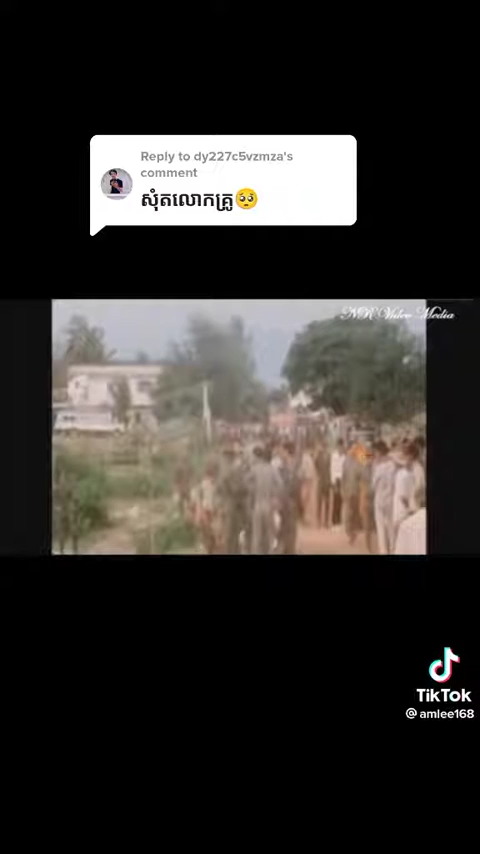 Reply to dy227c5vzmza's
comment
សុំតលោកគ្រូ🥺
NR Video Media
TikTok
@amlee168